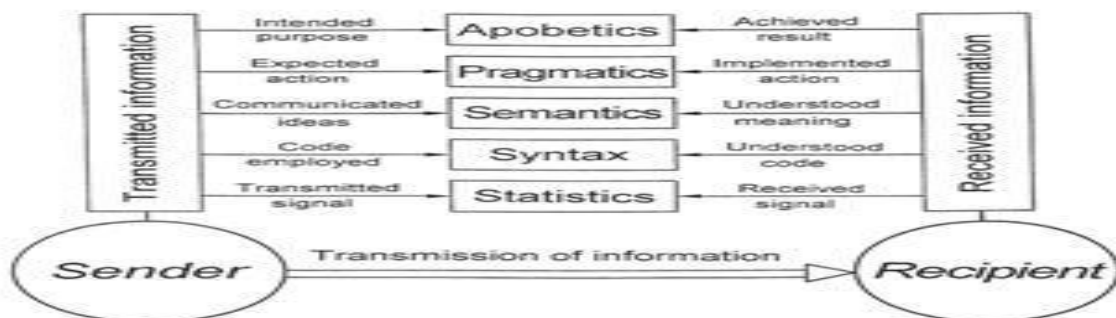 Transmitted information
Intended
purpose
Apobetics
Achieved
result
Expected
action
Pragmatics
Implemented
action
Communicated
ideas
Semantics
Understood
meaning
Code
employed
Syntax
Understood
code
Transmitted
signal
Statistics
Received
signal
Received information
Sender
Transmission of information
Recipient